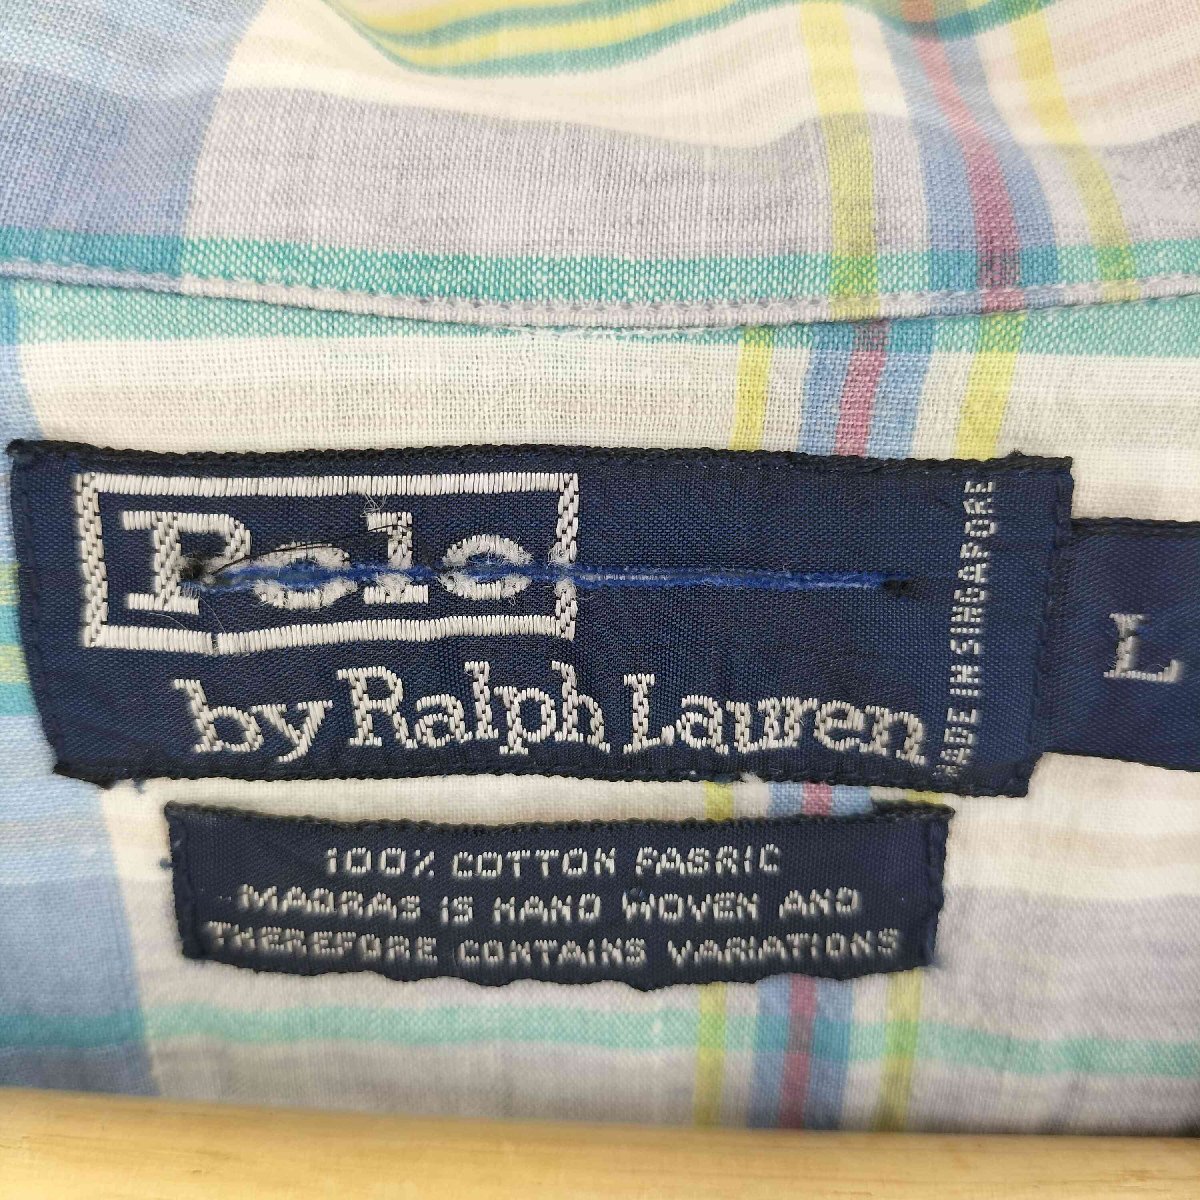 Polo
by Ralph Lauren
MADE IN SINGAPORE
L
100% COTTON FABRIC
MADRAS IS HAND WOVEN AND
THEREFORE CONTAINS VARIATIONS